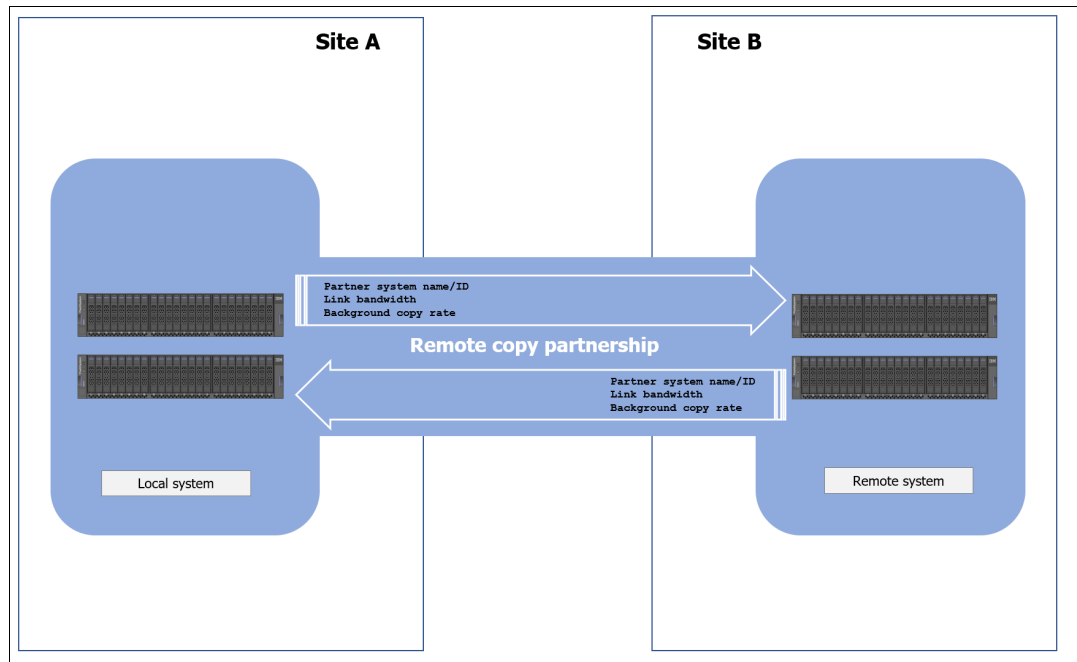 Site A
Site B
Partner system name/ID
Link bandwidth
Background copy rate
Remote copy partnership
Partner system name/ID
Link bandwidth
Background copy rate
Local system
Remote system